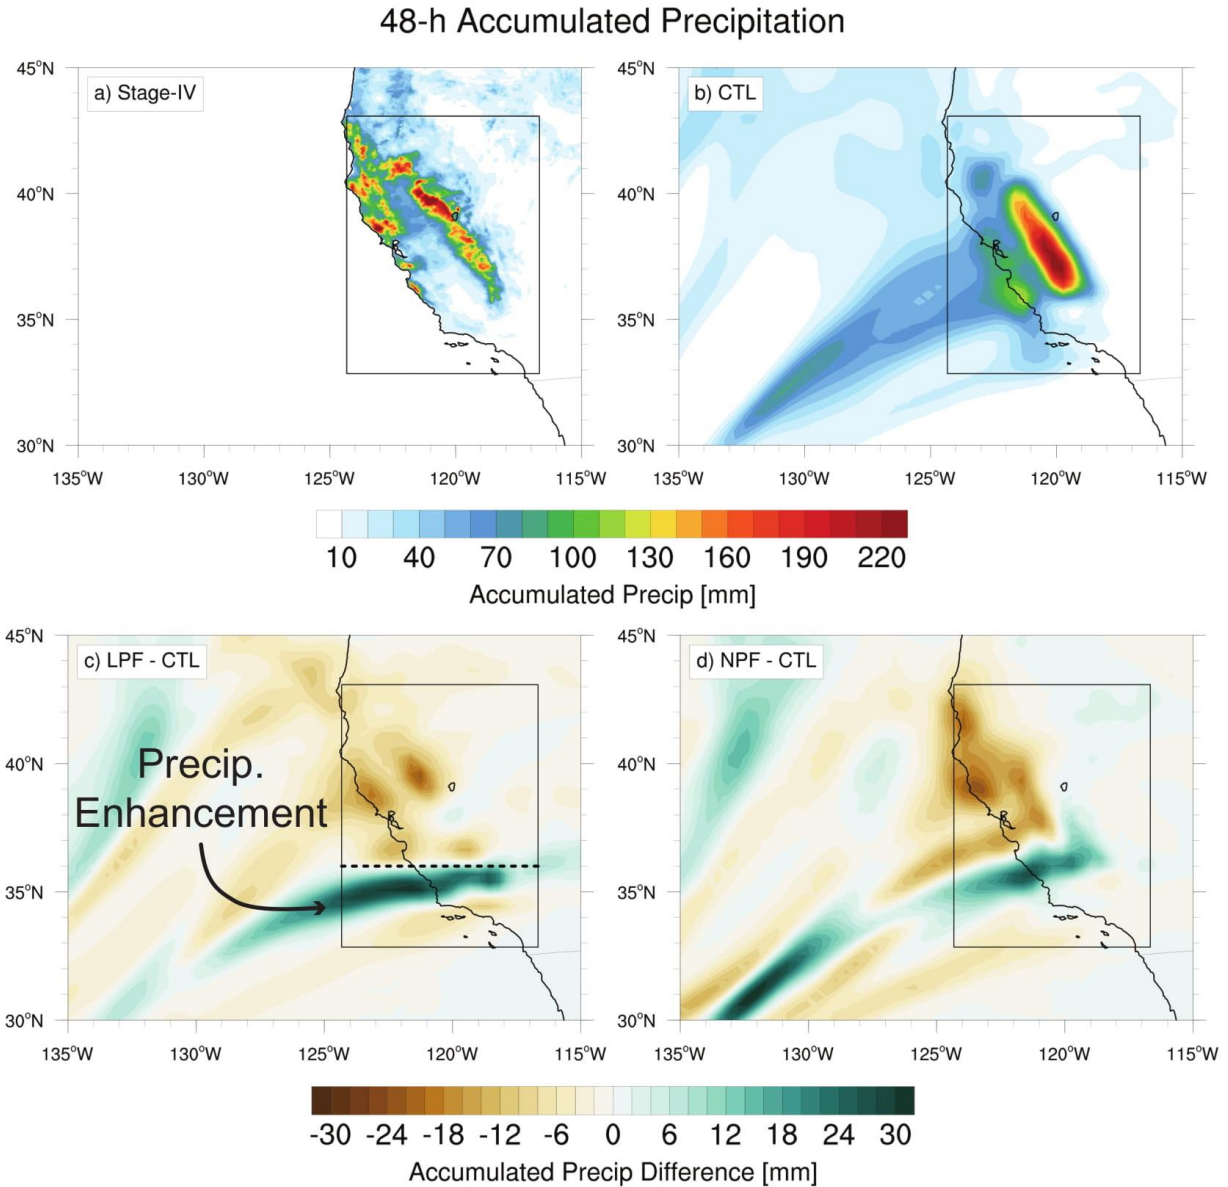 48-h Accumulated Precipitation
a) Stage-IV
45°N
40°N
35°N
30°N
135°W 130°W 125°W 120°W 115°W
b) CTL
45°N
40°N
35°N
30°N
135°W 130°W 125°W 120°W 115°W
10 40 70 100 130 160 190 220
Accumulated Precip [mm]
c) LPF - CTL
Precip.
Enhancement
45°N
40°N
35°N
30°N
135°W 130°W 125°W 120°W 115°W
d) NPF - CTL
45°N
40°N
35°N
30°N
135°W 130°W 125°W 120°W 115°W
-30 -24 -18 -12 -6 0 6 12 18 24 30
Accumulated Precip Difference [mm]